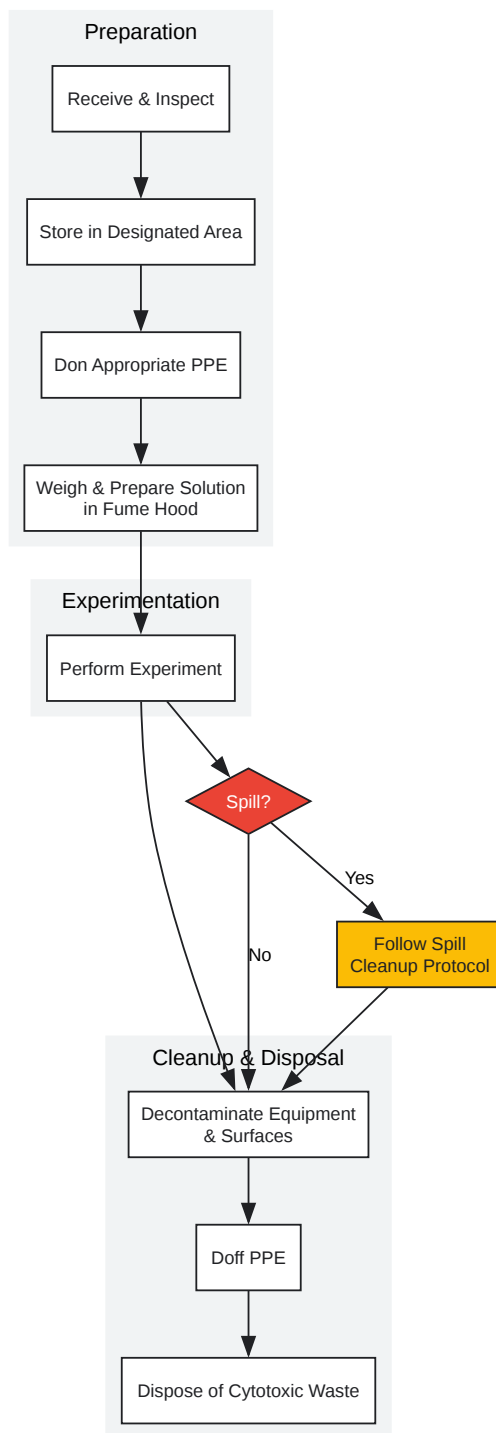 Preparation
Receive & Inspect
Store in Designated Area
Don Appropriate PPE
Weigh & Prepare Solution
in Fume Hood
Experimentation
Perform Experiment
Spill?
Yes
Follow Spill
Cleanup Protocol
No
Cleanup & Disposal
Decontaminate Equipment
& Surfaces
Doff PPE
Dispose of Cytotoxic Waste